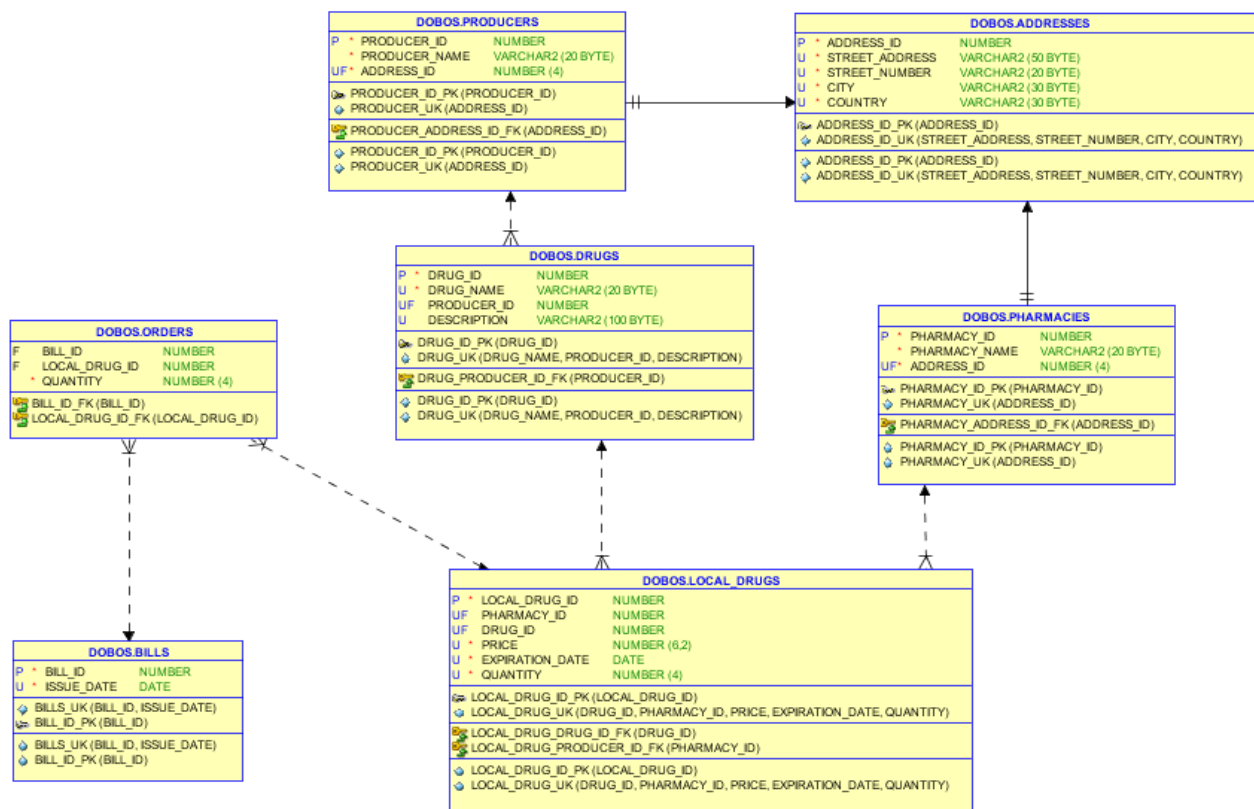 DOBOS.PRODUCERS
P * PRODUCER_ID NUMBER
* PRODUCER_NAME VARCHAR2 (20 BYTE)
UF * ADDRESS_ID NUMBER (4)
PRODUCER_ID_PK (PRODUCER_ID)
PRODUCER_UK (ADDRESS_ID)
PRODUCER_ADDRESS_ID_FK (ADDRESS_ID)
PRODUCER_ID_PK (PRODUCER_ID)
PRODUCER_UK (ADDRESS_ID)
DOBOS.ADDRESSES
P * ADDRESS_ID NUMBER
U * STREET_ADDRESS VARCHAR2 (50 BYTE)
U * STREET_NUMBER VARCHAR2 (20 BYTE)
U * CITY VARCHAR2 (30 BYTE)
U * COUNTRY VARCHAR2 (30 BYTE)
ADDRESS_ID_PK (ADDRESS_ID)
ADDRESS_ID_UK (STREET_ADDRESS, STREET_NUMBER, CITY, COUNTRY)
ADDRESS_ID_PK (ADDRESS_ID)
ADDRESS_ID_UK (STREET_ADDRESS, STREET_NUMBER, CITY, COUNTRY)
DOBOS.DRUGS
P * DRUG_ID NUMBER
U * DRUG_NAME VARCHAR2 (20 BYTE)
UF PRODUCER_ID NUMBER
U DESCRIPTION VARCHAR2 (100 BYTE)
DRUG_ID_PK (DRUG_ID)
DRUG_UK (DRUG_NAME, PRODUCER_ID, DESCRIPTION)
DRUG_PRODUCER_ID_FK (PRODUCER_ID)
DRUG_ID_PK (DRUG_ID)
DRUG_UK (DRUG_NAME, PRODUCER_ID, DESCRIPTION)
DOBOS.PHARMACIES
P * PHARMACY_ID NUMBER
* PHARMACY_NAME VARCHAR2 (20 BYTE)
UF * ADDRESS_ID NUMBER (4)
PHARMACY_ID_PK (PHARMACY_ID)
PHARMACY_UK (ADDRESS_ID)
PHARMACY_ADDRESS_ID_FK (ADDRESS_ID)
PHARMACY_ID_PK (PHARMACY_ID)
PHARMACY_UK (ADDRESS_ID)
DOBOS.ORDERS
F BILL_ID NUMBER
F LOCAL_DRUG_ID NUMBER
* QUANTITY NUMBER (4)
BILL_ID_FK (BILL_ID)
LOCAL_DRUG_ID_FK (LOCAL_DRUG_ID)
DOBOS.LOCAL_DRUGS
P * LOCAL_DRUG_ID NUMBER
UF PHARMACY_ID NUMBER
UF DRUG_ID NUMBER
U * PRICE NUMBER (6,2)
U * EXPIRATION_DATE DATE
U * QUANTITY NUMBER (4)
LOCAL_DRUG_ID_PK (LOCAL_DRUG_ID)
LOCAL_DRUG_UK (DRUG_ID, PHARMACY_ID, PRICE, EXPIRATION_DATE, QUANTITY)
LOCAL_DRUG_DRUG_ID_FK (DRUG_ID)
LOCAL_DRUG_PRODUCER_ID_FK (PHARMACY_ID)
LOCAL_DRUG_ID_PK (LOCAL_DRUG_ID)
LOCAL_DRUG_UK (DRUG_ID, PHARMACY_ID, PRICE, EXPIRATION_DATE, QUANTITY)
DOBOS.BILLS
P * BILL_ID NUMBER
U * ISSUE_DATE DATE
BILLS_UK (BILL_ID, ISSUE_DATE)
BILL_ID_PK (BILL_ID)
BILLS_UK (BILL_ID, ISSUE_DATE)
BILL_ID_PK (BILL_ID)